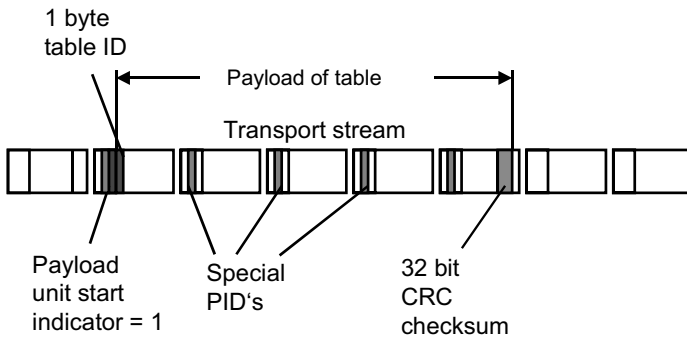 1 byte
table ID
Payload of table
Transport stream
Payload
unit start
indicator = 1
Special
PID‘s
32 bit
CRC
checksum